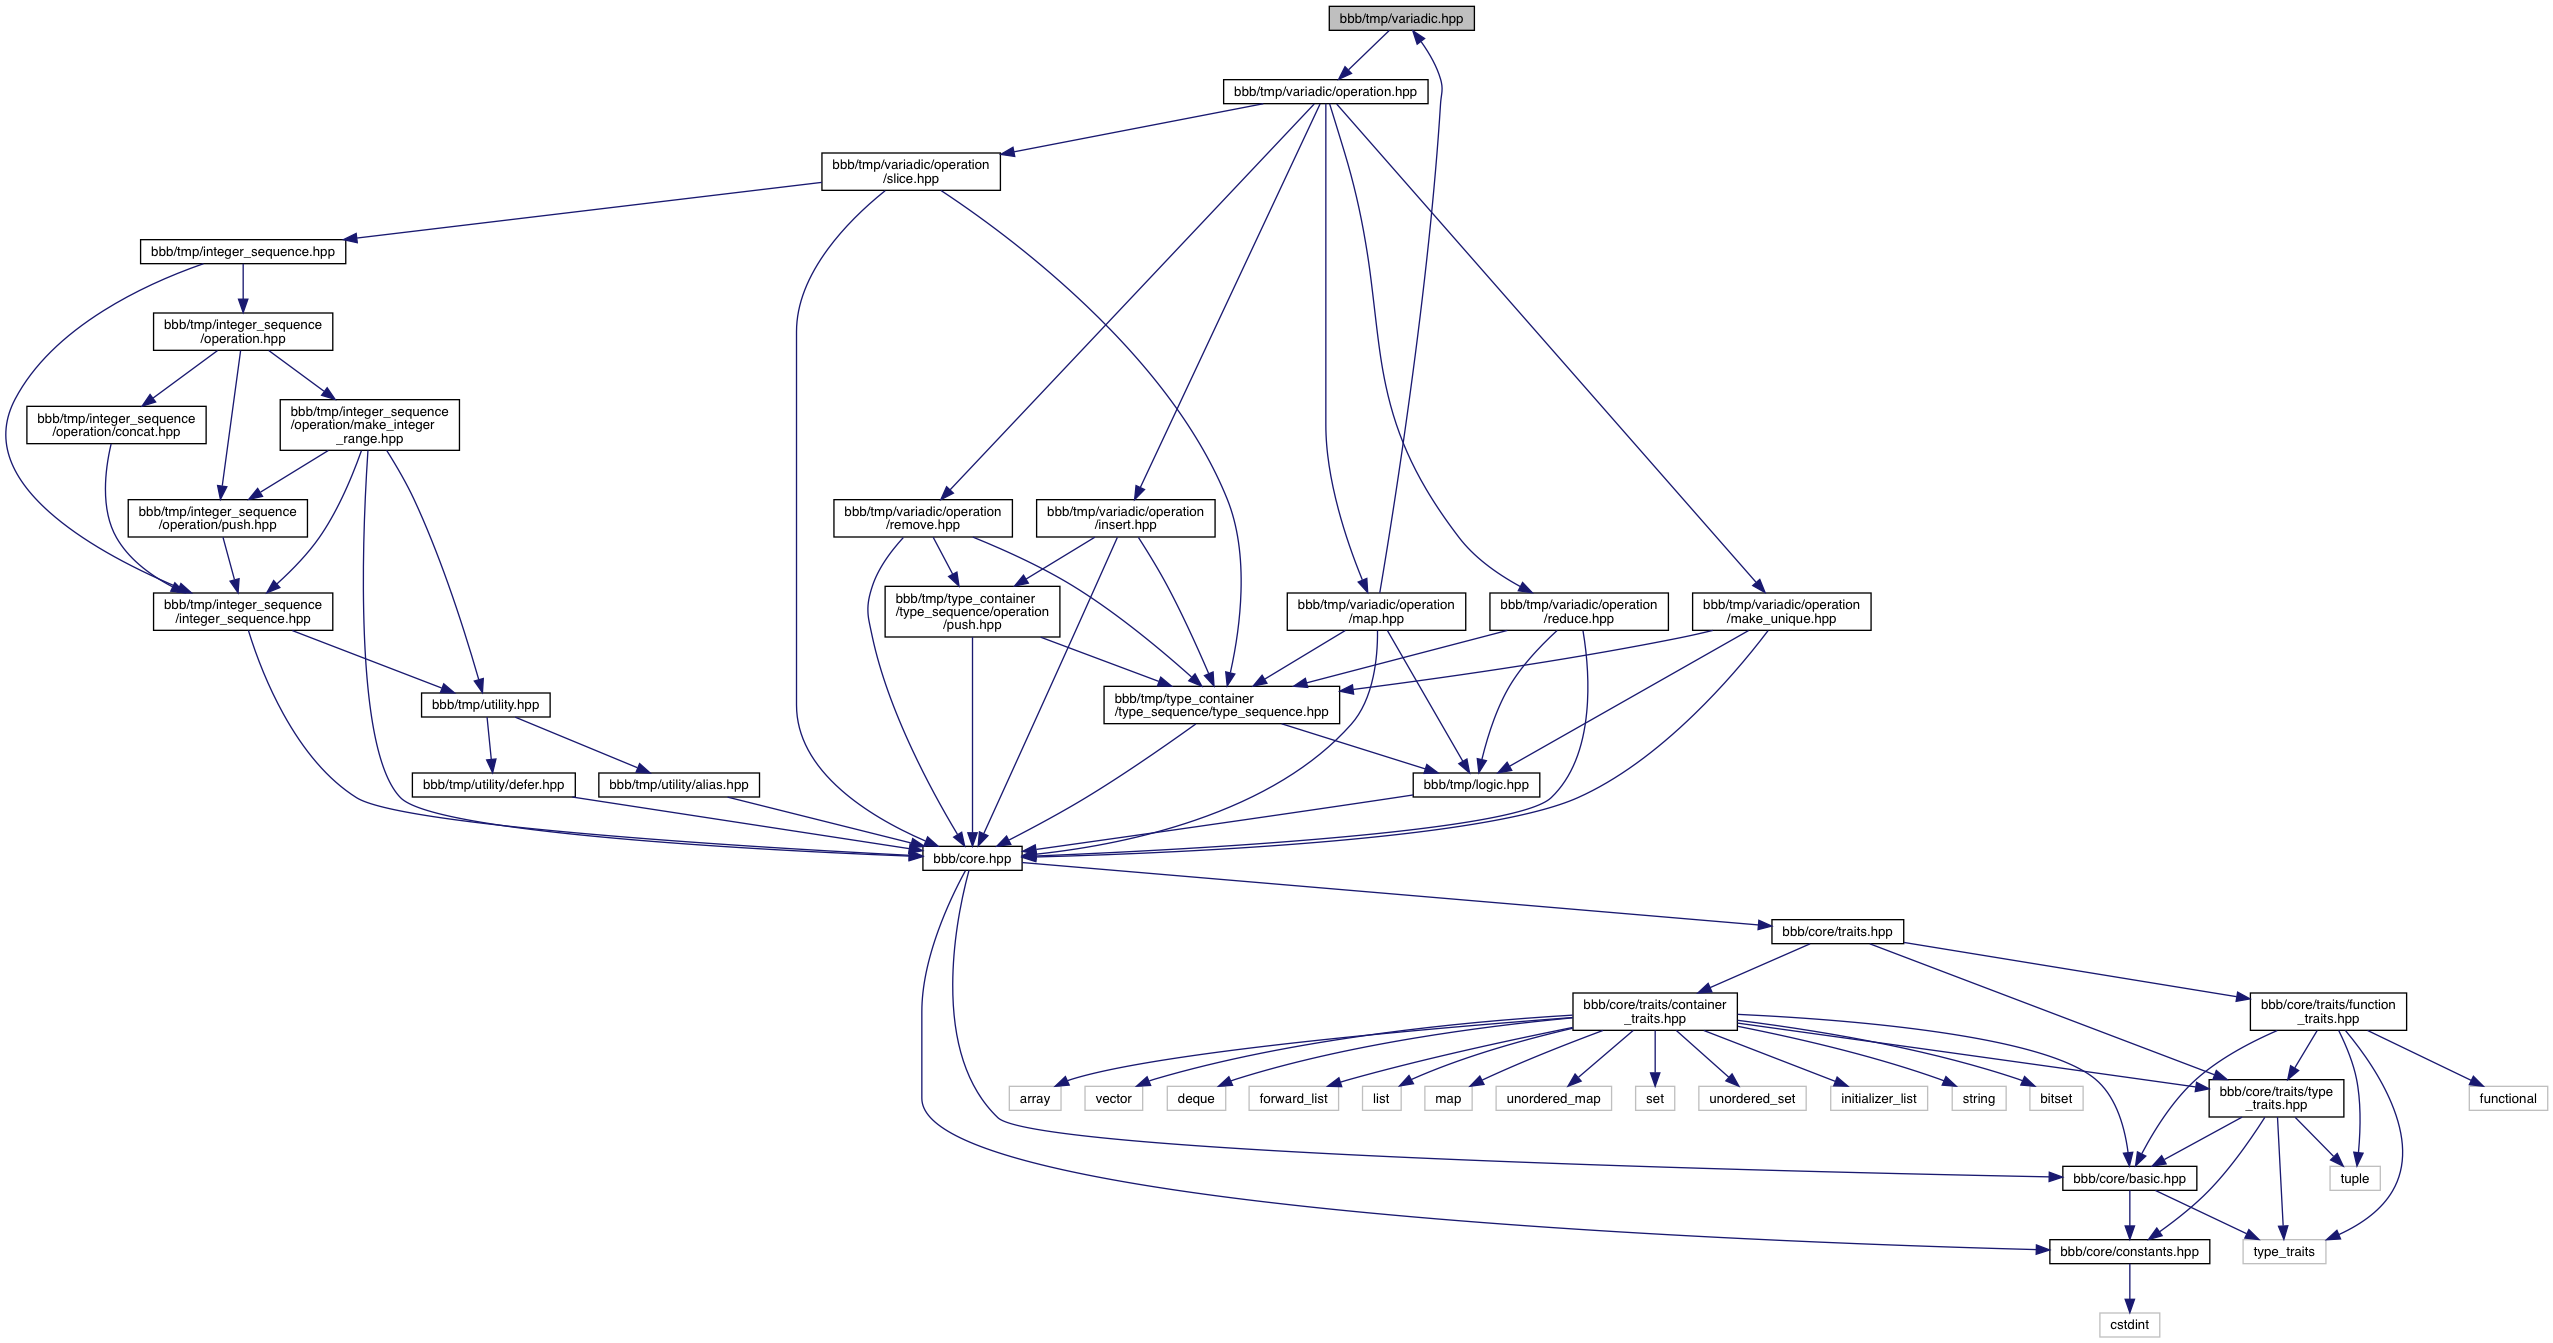 bbb/tmp/variadic.hpp
bbb/tmp/variadic/operation.hpp
bbb/tmp/variadic/operation
/slice.hpp
bbb/tmp/integer_sequence.hpp
bbb/tmp/integer_sequence
/operation.hpp
bbb/tmp/integer_sequence
/operation/concat.hpp
bbb/tmp/integer_sequence
/operation/make_integer
_range.hpp
bbb/tmp/integer_sequence
/operation/push.hpp
bbb/tmp/variadic/operation
/remove.hpp
bbb/tmp/variadic/operation
/insert.hpp
bbb/tmp/integer_sequence
/integer_sequence.hpp
bbb/tmp/type_container
/type_sequence/operation
/push.hpp
bbb/tmp/variadic/operation
/map.hpp
bbb/tmp/variadic/operation
/reduce.hpp
bbb/tmp/variadic/operation
/make_unique.hpp
bbb/tmp/utility.hpp
bbb/tmp/type_container
/type_sequence/type_sequence.hpp
bbb/tmp/utility/defer.hpp
bbb/tmp/utility/alias.hpp
bbb/tmp/logic.hpp
bbb/core.hpp
bbb/core/traits.hpp
bbb/core/traits/container
_traits.hpp
bbb/core/traits/function
_traits.hpp
array
vector
deque
forward_list
list
map
unordered_map
set
unordered_set
initializer_list
string
bitset
bbb/core/traits/type
_traits.hpp
functional
bbb/core/basic.hpp
tuple
bbb/core/constants.hpp
type_traits
cstdint